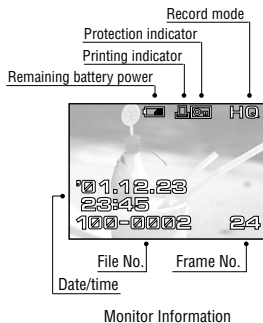 Record mode
Protection indicator
Printing indicator
Remaining battery power
HQ
'01.12.23
23:45
100-0002 24
File No. Frame No.
Date/time
Monitor Information